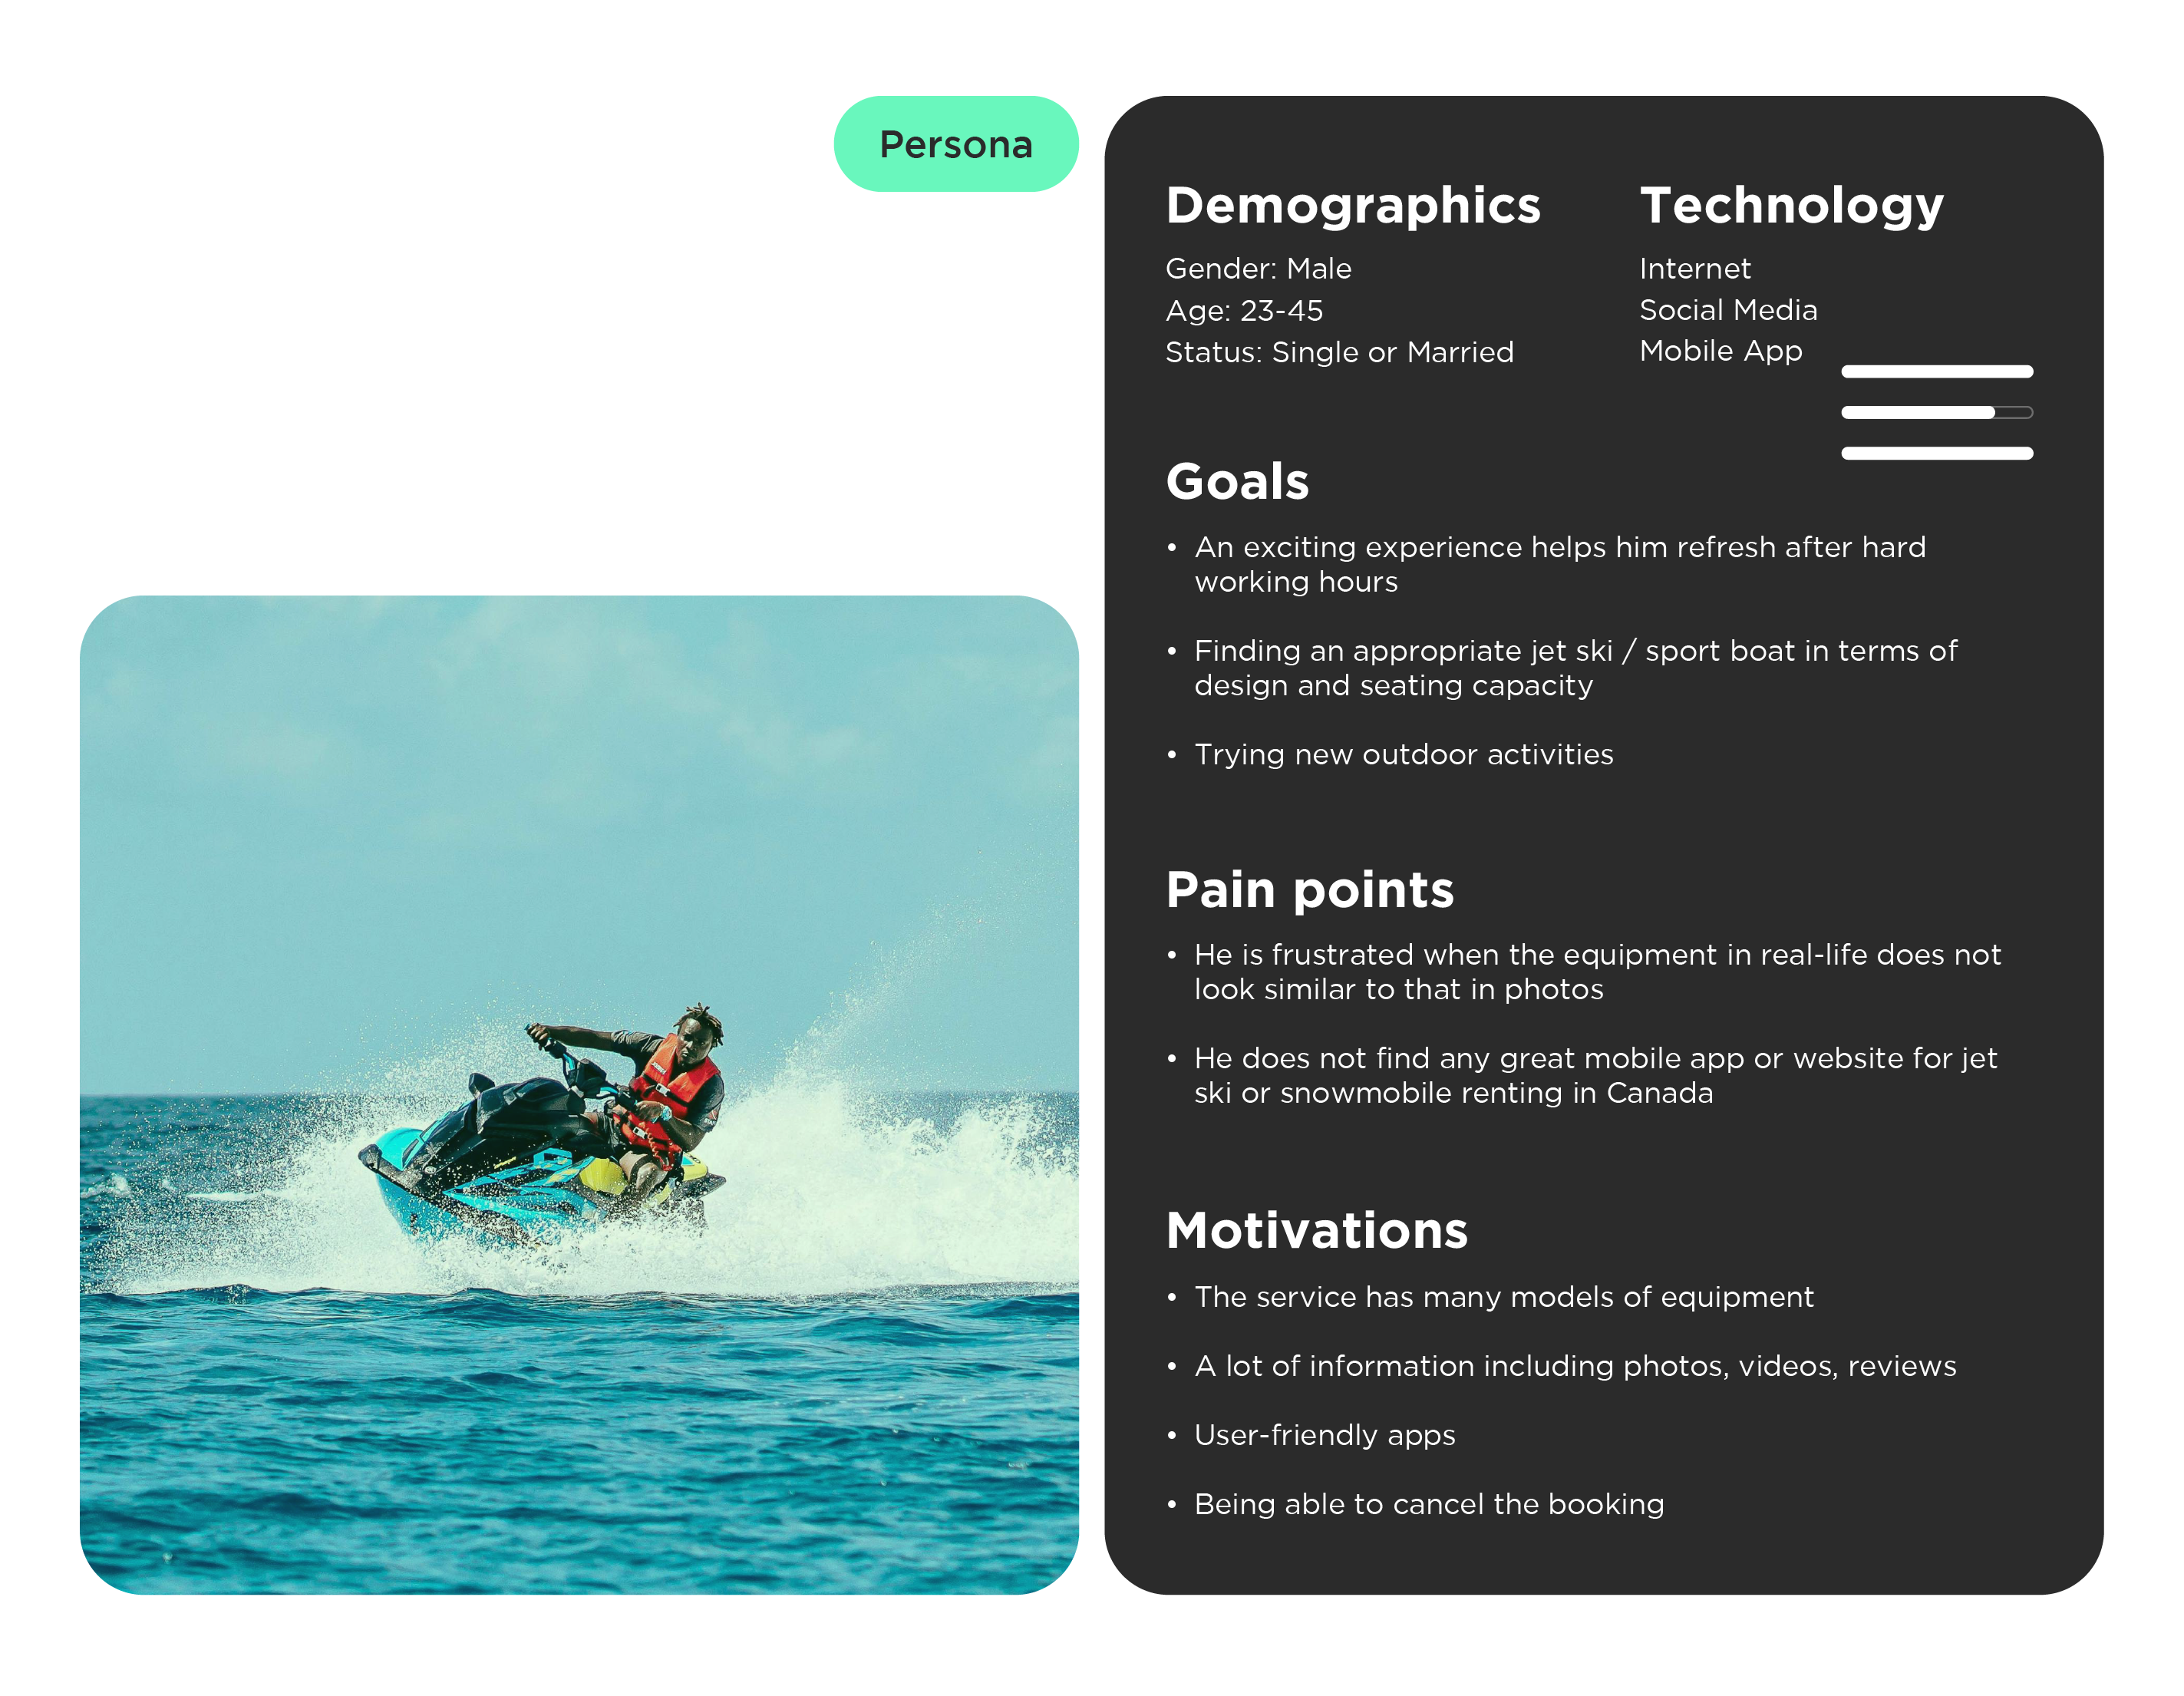 Persona
Demographics
Gender: Male
Age: 23-45
Status: Single or Married
Technology
Internet
Social Media
Mobile App
Goals
• An exciting experience helps him refresh after hard
working hours
• Finding an appropriate jet ski / sport boat in terms of
design and seating capacity
• Trying new outdoor activities
Pain points
• He is frustrated when the equipment in real-life does not
look similar to that in photos
• He does not find any great mobile app or website for jet
ski or snowmobile renting in Canada
Motivations
• The service has many models of equipment
• A lot of information including photos, videos, reviews
• User-friendly apps
• Being able to cancel the booking